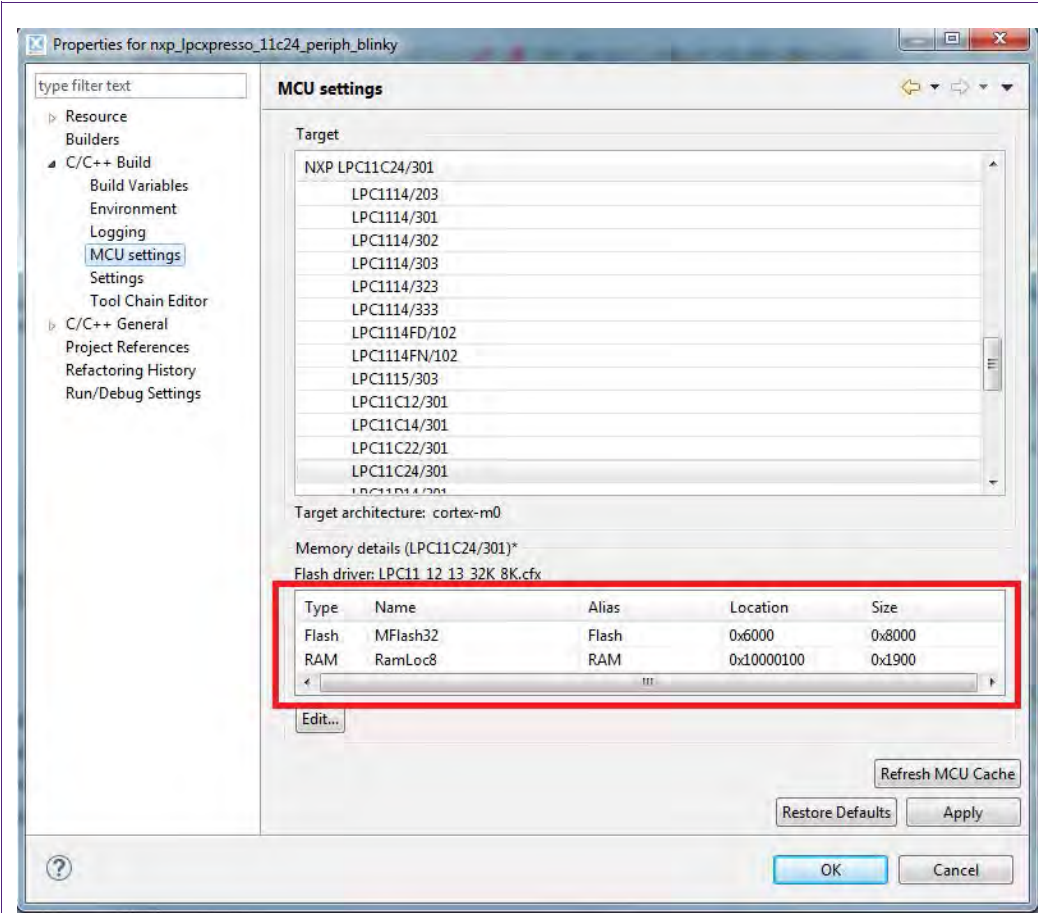 Properties for nxp_lpcxpresso_11c24_periph_blinky
type filter text
Resource
Builders
C/C++ Build
Build Variables
Environment
Logging
MCU settings
Settings
Tool Chain Editor
C/C++ General
Project References
Refactoring History
Run/Debug Settings
MCU settings
Target
NXP LPC11C24/301
LPC1114/203
LPC1114/301
LPC1114/302
LPC1114/303
LPC1114/323
LPC1114/333
LPC1114FD/102
LPC1114FN/102
LPC1115/303
LPC11C12/301
LPC11C14/301
LPC11C22/301
LPC11C24/301
LPC11D14/301
Target architecture: cortex-m0
Memory details (LPC11C24/301)*
Flash driver: LPC11_12_13_32K_8K.cfx
Type Name Alias Location Size
Flash MFlash32 Flash 0x6000 0x8000
RAM RamLoc8 RAM 0x10000100 0x1900
Edit...
Refresh MCU Cache
Restore Defaults Apply
OK Cancel